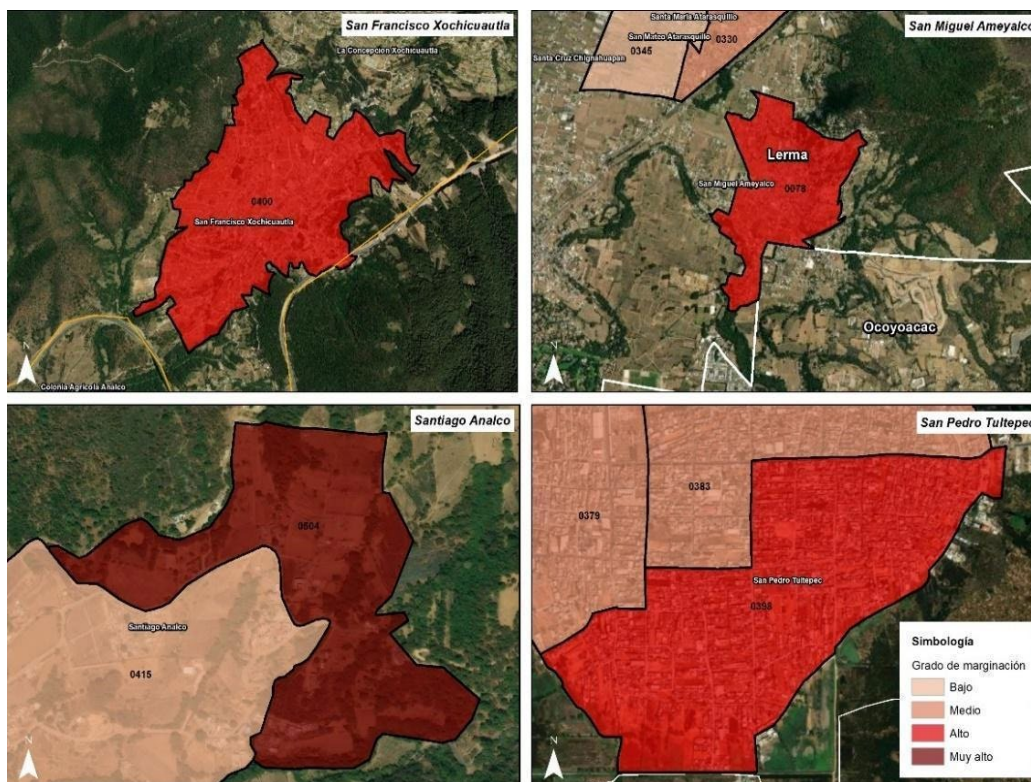 San Francisco Xochicuautla
La Concepción Xochicuautla
0400
San Francisco Xochicuautla
Colonia Agrícola Analco
N
San Miguel Ameyalco
Santa María Atarasquillo
San Mateo Atarasquillo
0330
0345
Santa Cruz Chignahuapan
Lerma
San Miguel Ameyalco
0078
Ocoyoacac
N
Santiago Analco
0504
Santiago Analco
0415
N
San Pedro Tultepec
0383
0379
San Pedro Tultepec
0398
N
Simbología
Grado de marginación
Bajo
Medio
Alto
Muy alto